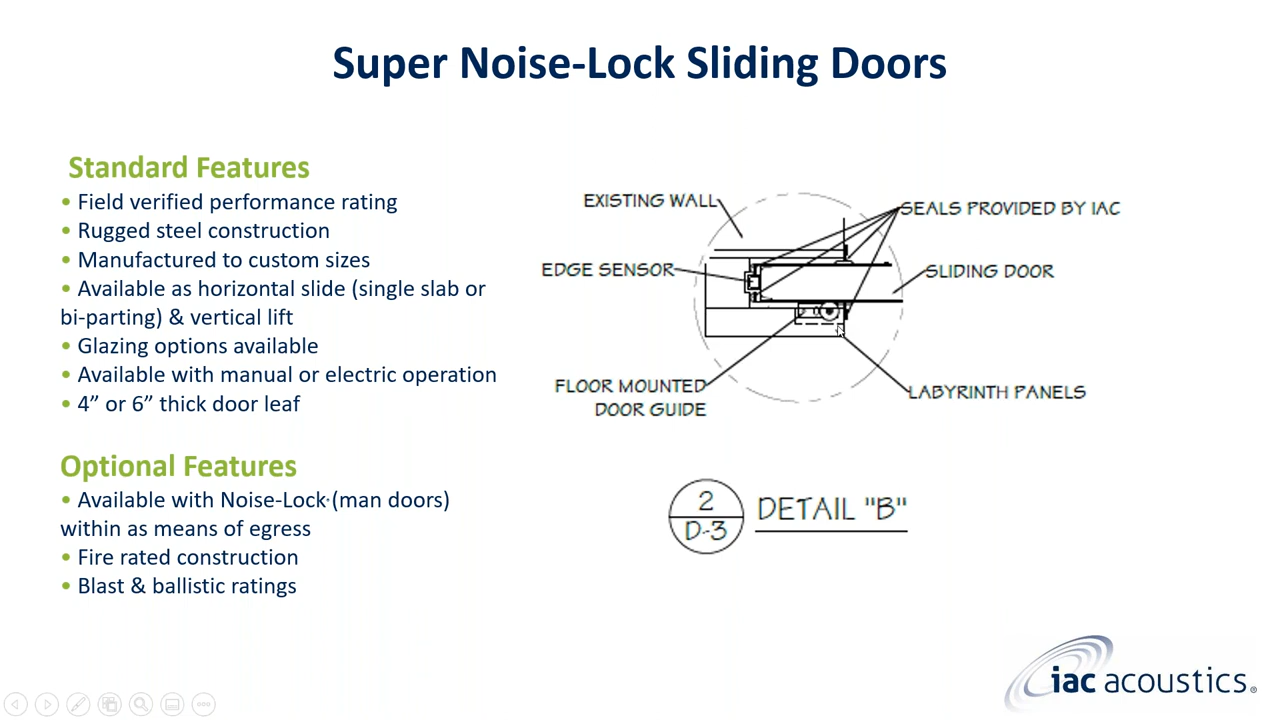 Super Noise-Lock Sliding Doors
Standard Features
• Field verified performance rating
• Rugged steel construction
• Manufactured to custom sizes
• Available as horizontal slide (single slab or
bi-parting) & vertical lift
• Glazing options available
• Available with manual or electric operation
• 4” or 6” thick door leaf
Optional Features
• Available with Noise-Lock (man doors)
within as means of egress
• Fire rated construction
• Blast & ballistic ratings
EXISTING WALL
SEALS PROVIDED BY IAC
EDGE SENSOR
SLIDING DOOR
FLOOR MOUNTED
DOOR GUIDE
LABYRINTH PANELS
2
D-3
DETAIL "B"
iac acoustics®